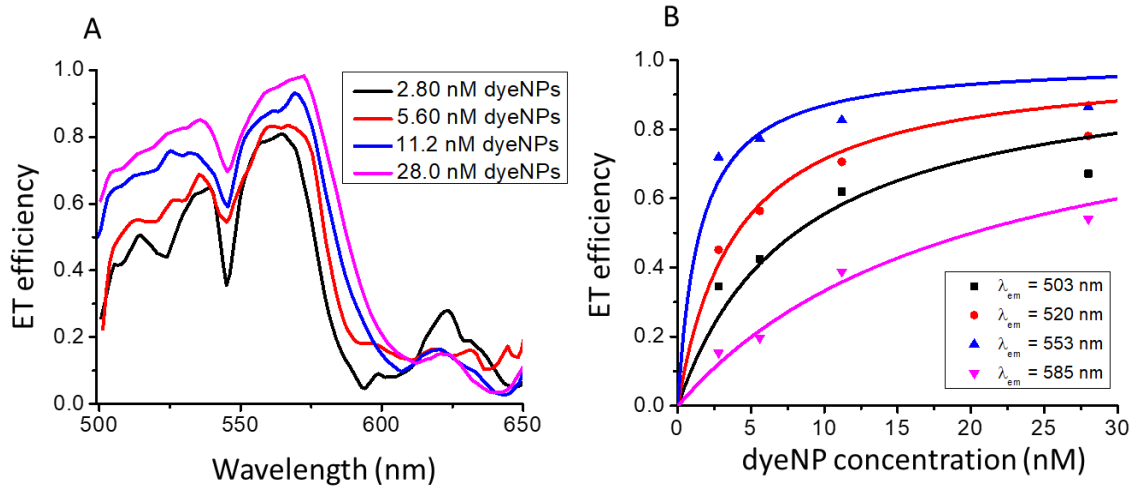 A
ET efficiency
1.0
0.8
0.6
0.4
0.2
0.0
500
550
600
650
Wavelength (nm)
2.80 nM dyeNPs
5.60 nM dyeNPs
11.2 nM dyeNPs
28.0 nM dyeNPs
B
ET efficiency
1.0
0.8
0.6
0.4
0.2
0.0
0
5
10
15
20
25
30
dyeNP concentration (nM)
λem = 503 nm
λem = 520 nm
λem = 553 nm
λem = 585 nm